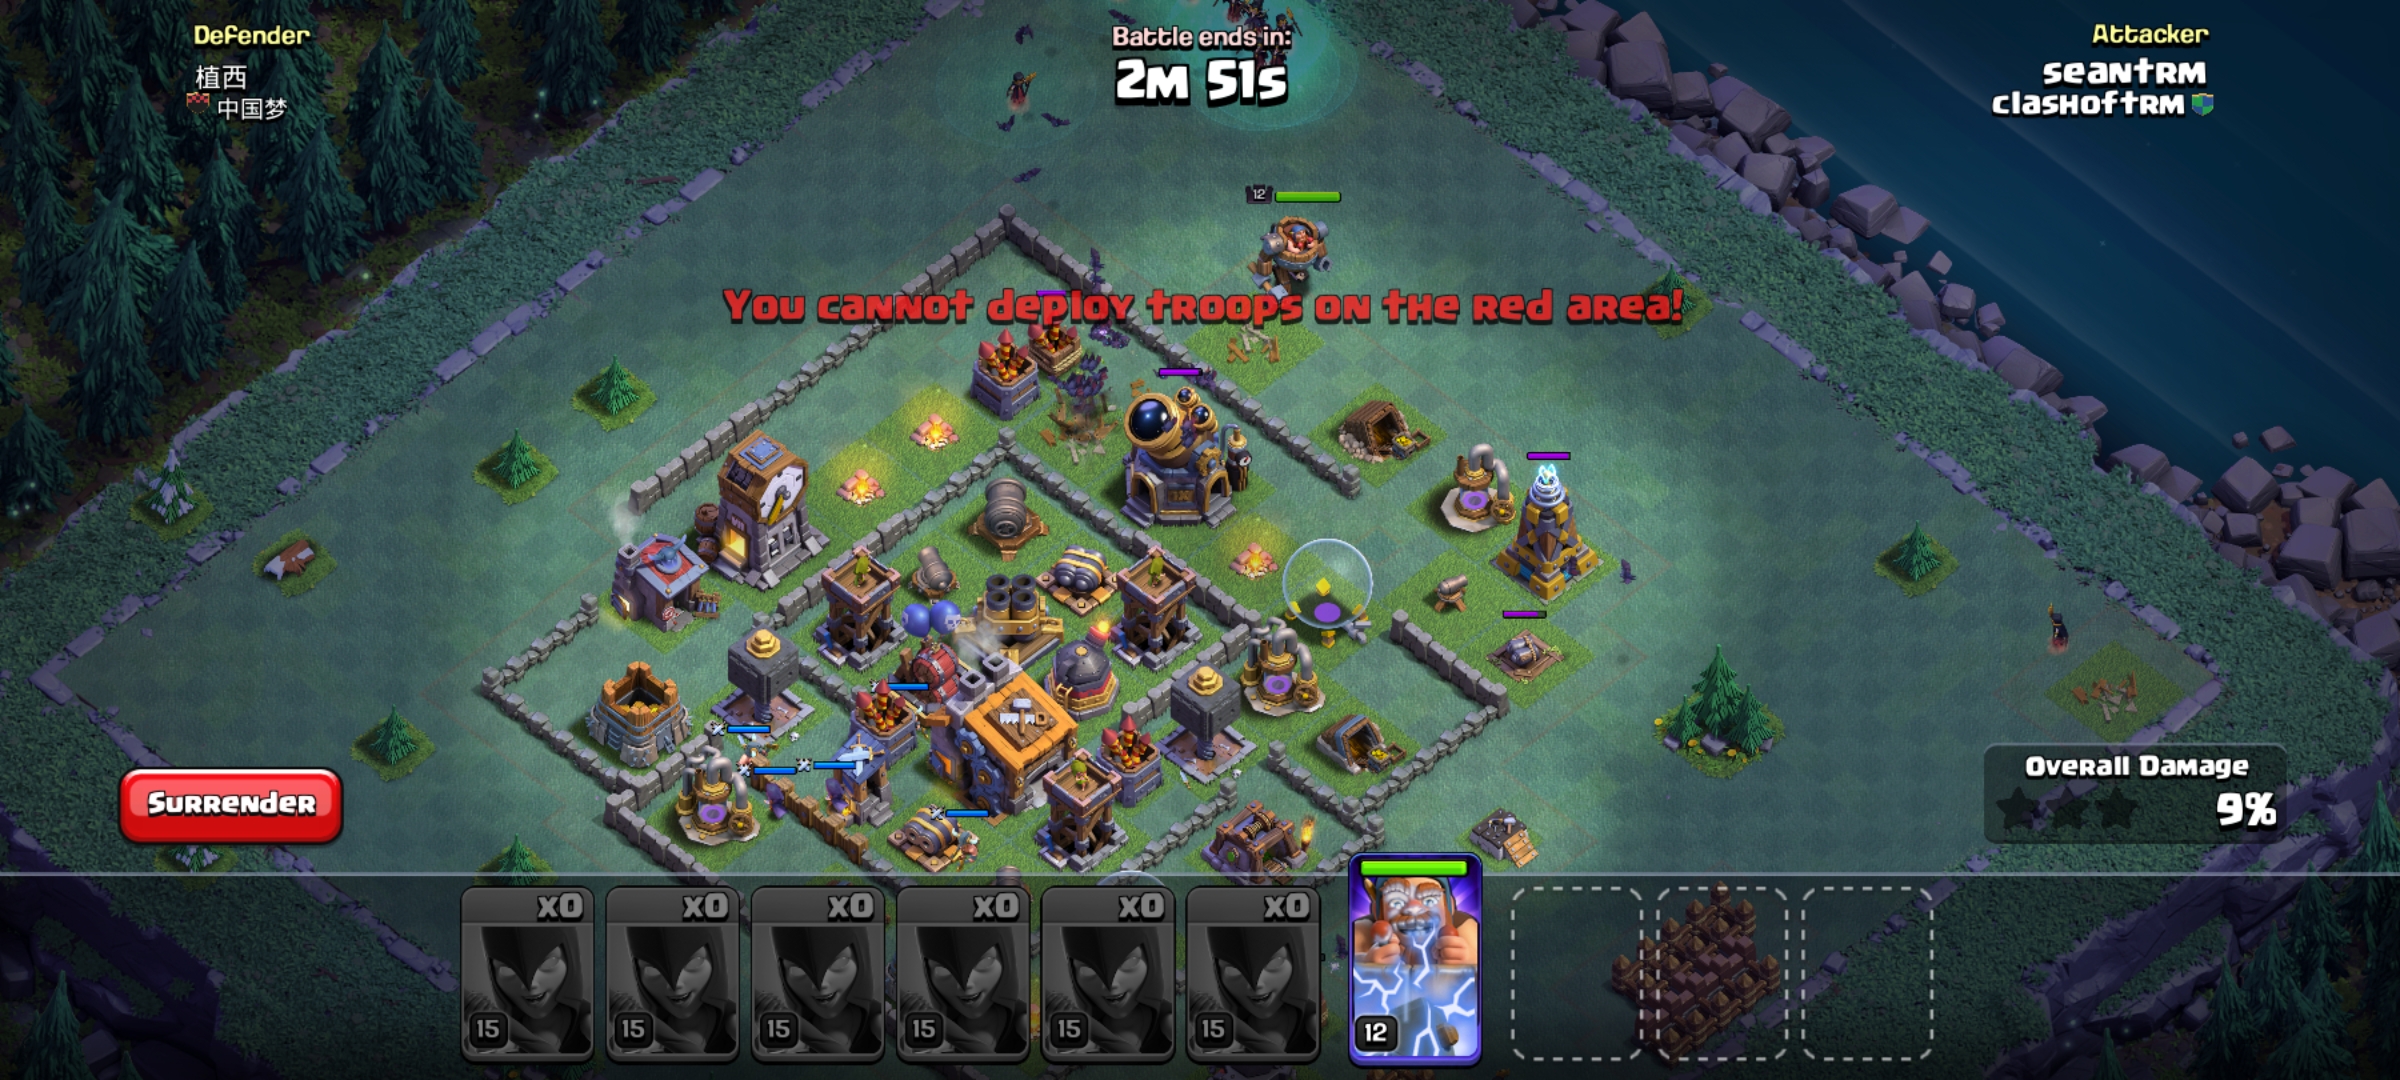 Defender
植西
中国梦
Battle ends in:
2M 51s
Attacker
seantRM
clashoftRM
12
You cannot deploy troops on the red area!
Surrender
Overall Damage
9%
x0 x0 x0 x0 x0 x0
15 15 15 15 15 15 12